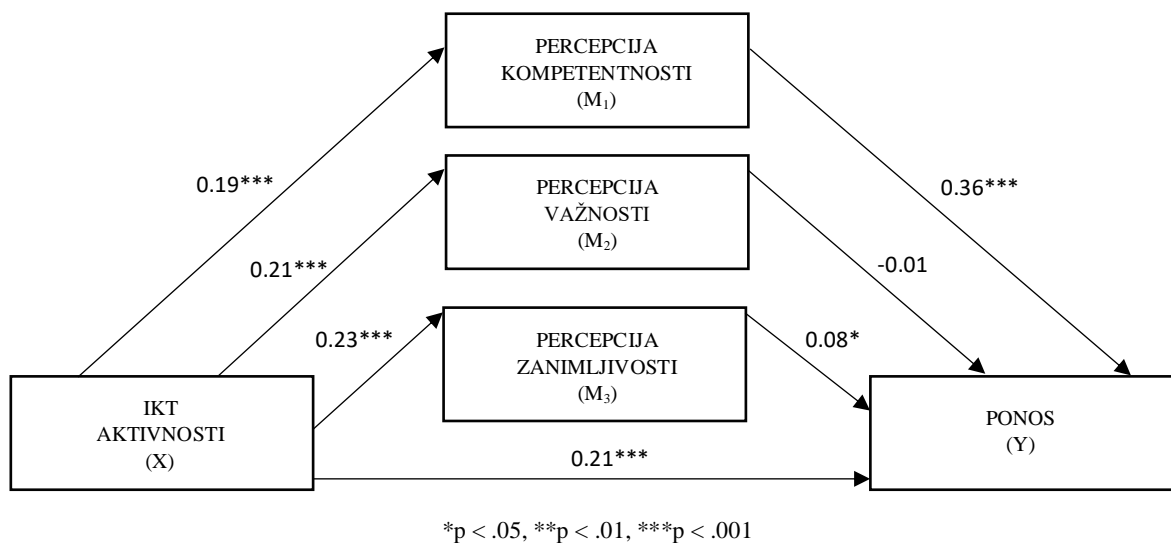 PERCEPCIJA
KOMPETENTNOSTI
(M₁)
0.19***
0.36***
PERCEPCIJA
VAŽNOSTI
(M₂)
0.21***
-0.01
PERCEPCIJA
ZANIMLJIVOSTI
(M₃)
0.23***
0.08*
IKT
AKTIVNOSTI
(X)
PONOS
(Y)
0.21***
*p < .05, **p < .01, ***p < .001